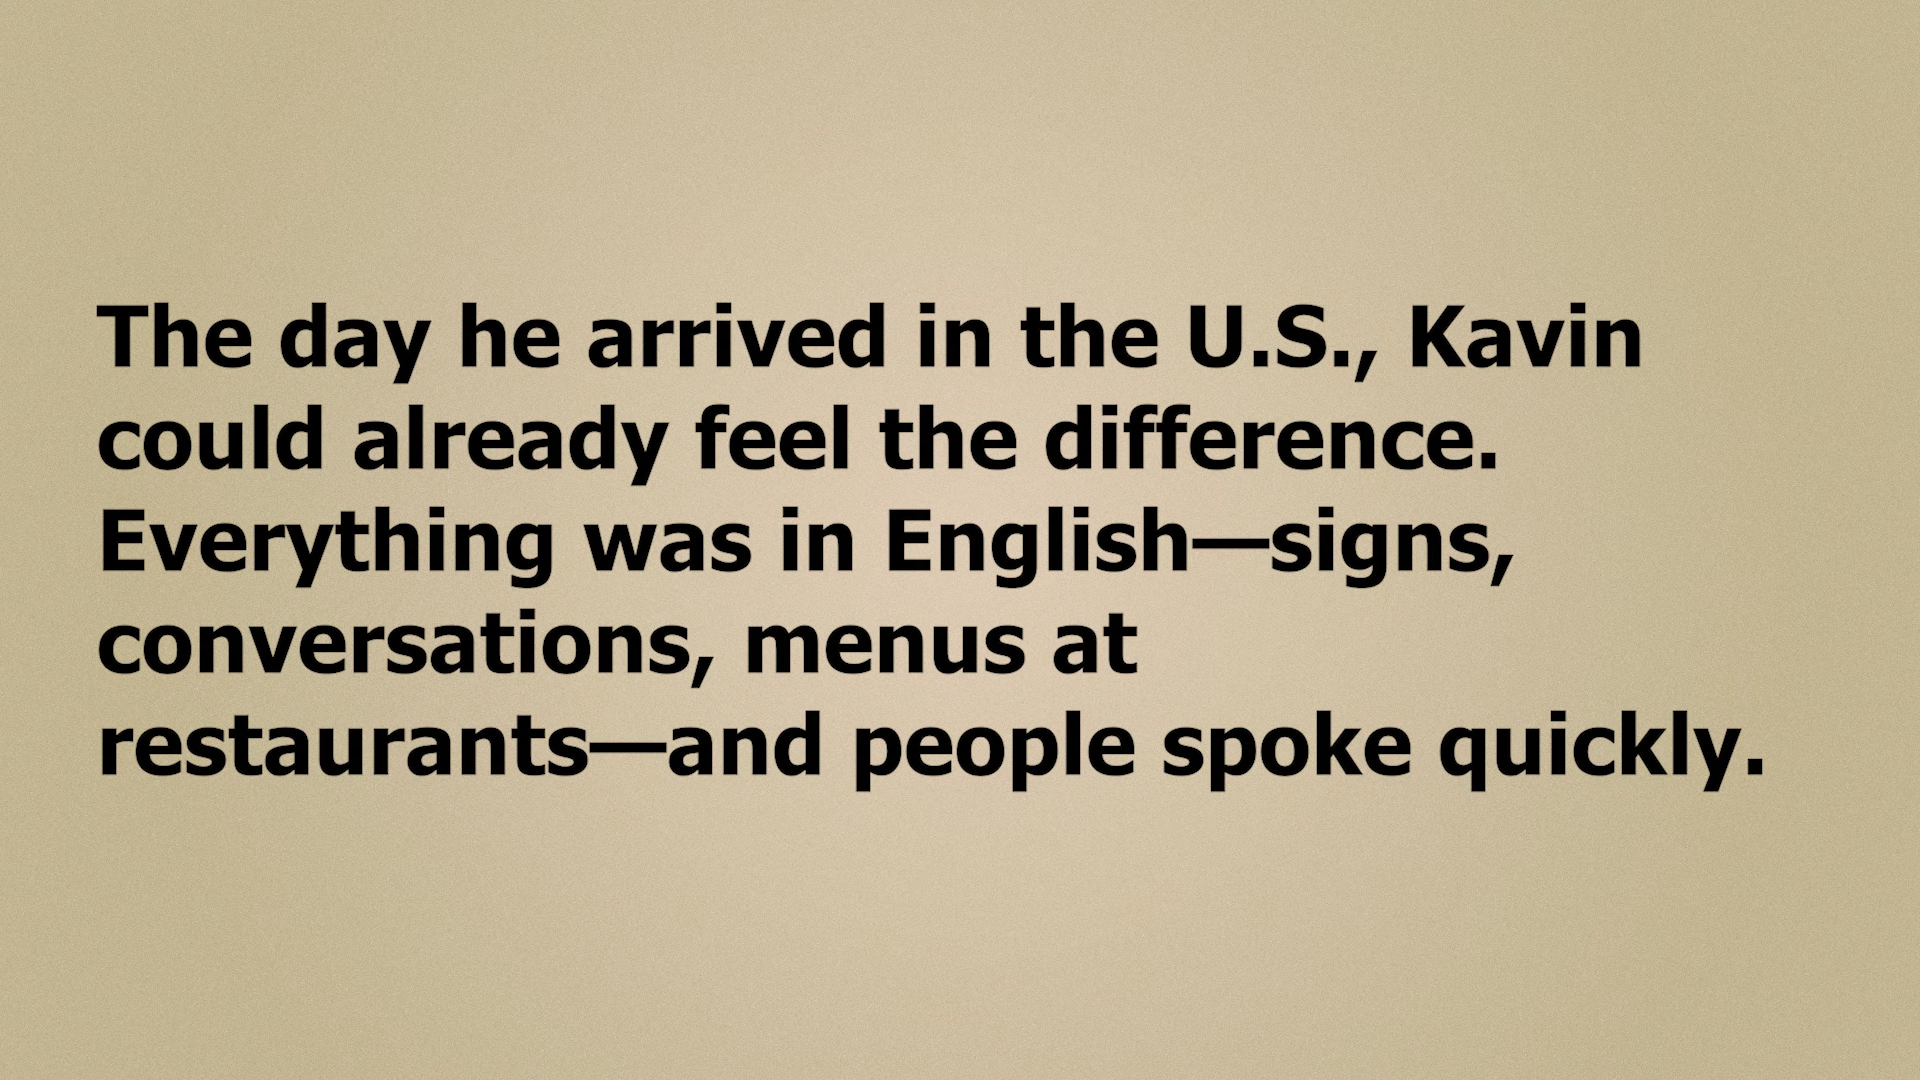 The day he arrived in the U.S., Kavin
could already feel the difference.
Everything was in English—signs,
conversations, menus at
restaurants—and people spoke quickly.